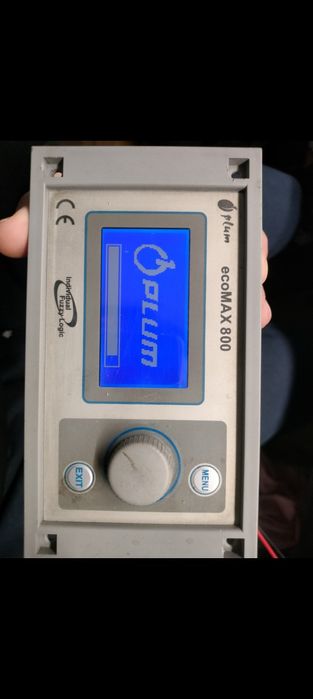 plum
ecoMAX 800
PLUM
CE
Individual
Fuzzy-Logic
MENU
EXIT